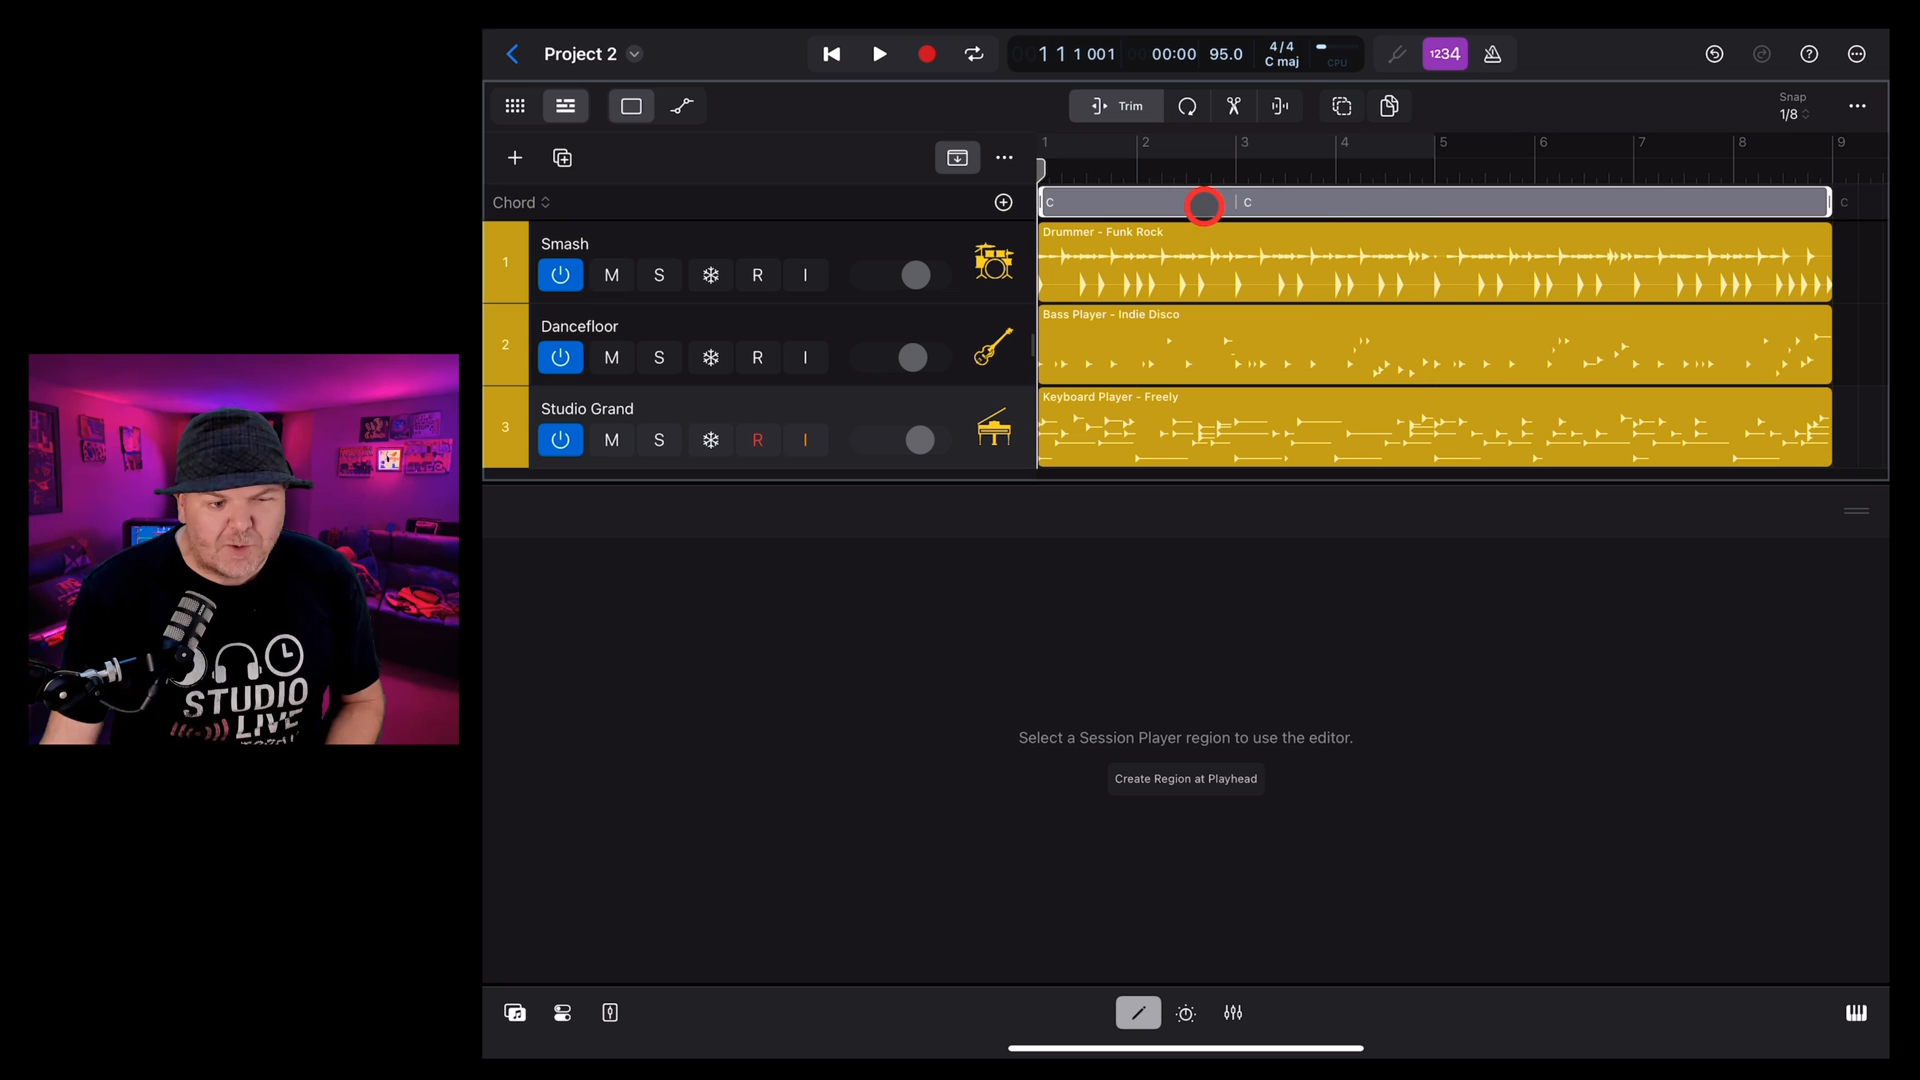 Project 2
1 1 1 001
00:00
95.0
4/4
C maj
CPU
1234
Trim
Snap
1/8
1 2 3 4 5 6 7 8 9
Chord
C C C
1
Smash
M S R I
Drummer - Funk Rock
2
Dancefloor
M S R I
Bass Player - Indie Disco
3
Studio Grand
M S R I
Keyboard Player - Freely
STUDIO
LIVE
Select a Session Player region to use the editor.
Create Region at Playhead